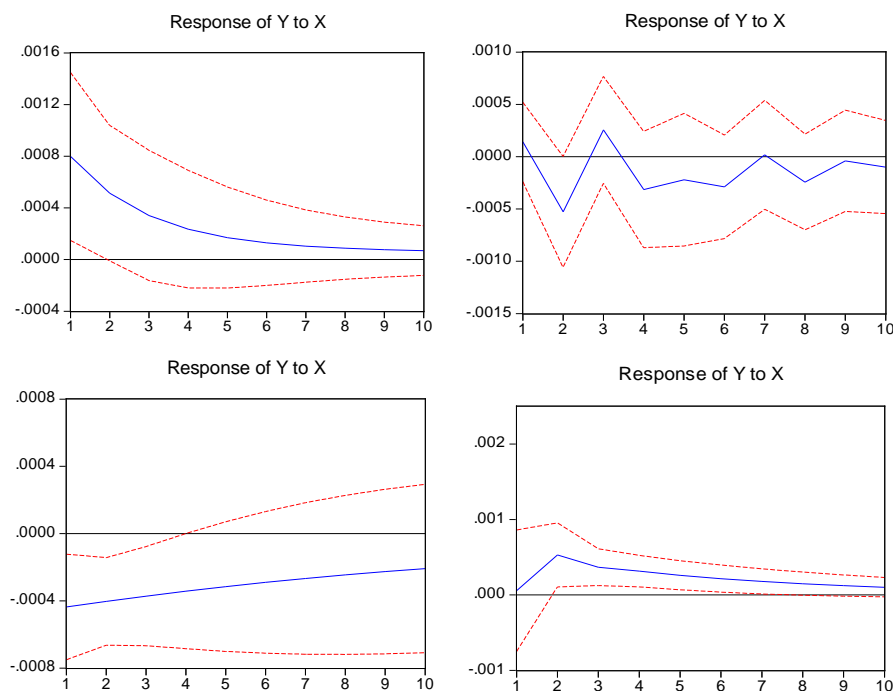 Response of Y to X
.0016
.0012
.0008
.0004
.0000
-.0004
1 2 3 4 5 6 7 8 9 10
Response of Y to X
.0010
.0005
.0000
-.0005
-.0010
-.0015
1 2 3 4 5 6 7 8 9 10
Response of Y to X
.0008
.0004
.0000
-.0004
-.0008
1 2 3 4 5 6 7 8 9 10
Response of Y to X
.002
.001
.000
-.001
1 2 3 4 5 6 7 8 9 10